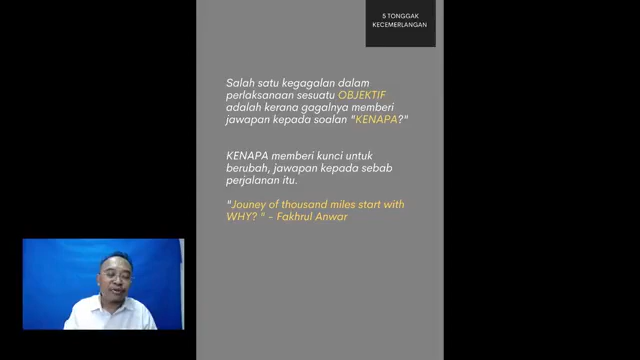 5 TONGGAK
KECEMERLANGAN
Salah satu kegagalan dalam
perlaksanaan sesuatu OBJEKTIF
adalah kerana gagalnya memberi
jawapan kepada soalan "KENAPA?"
KENAPA memberi kunci untuk
berubah, jawapan kepada sebab
perjalanan itu.
"Jouney of thousand miles start with
WHY? " - Fakhrul Anwar